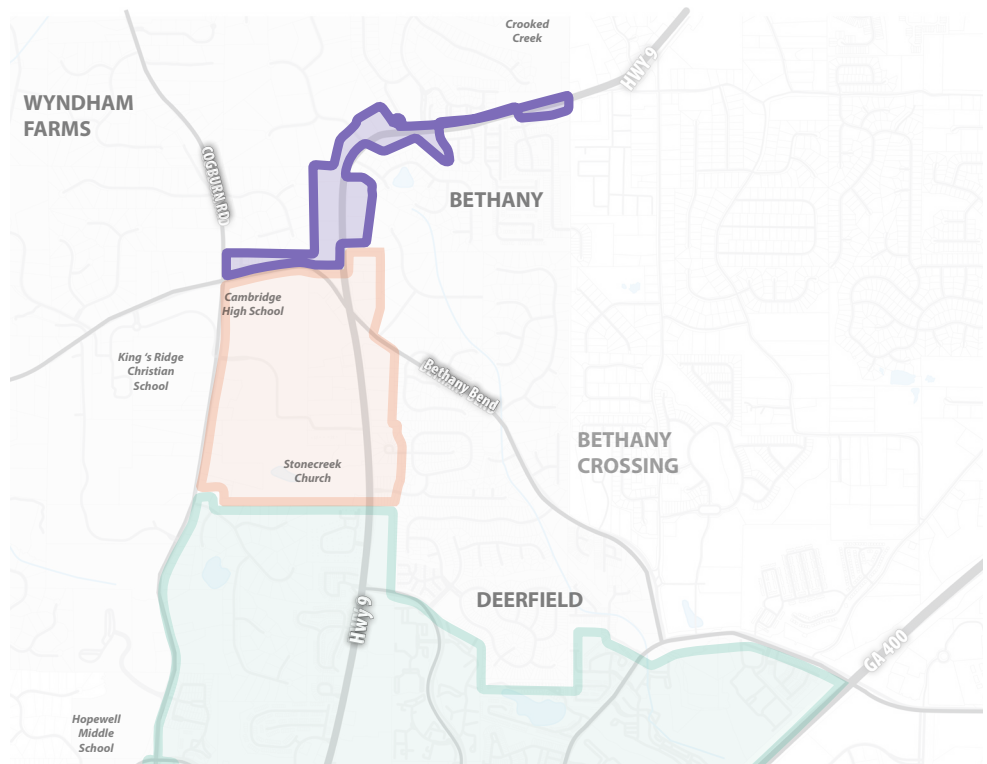 Crooked
Creek
HWY 9
WYNDHAM
FARMS
COGBURN RD
BETHANY
Cambridge
High School
King ‘s Ridge
Christian
School
Bethany Bend
BETHANY
CROSSING
Stonecreek
Church
DEERFIELD
Hwy 9
GA 400
Hopewell
Middle
School